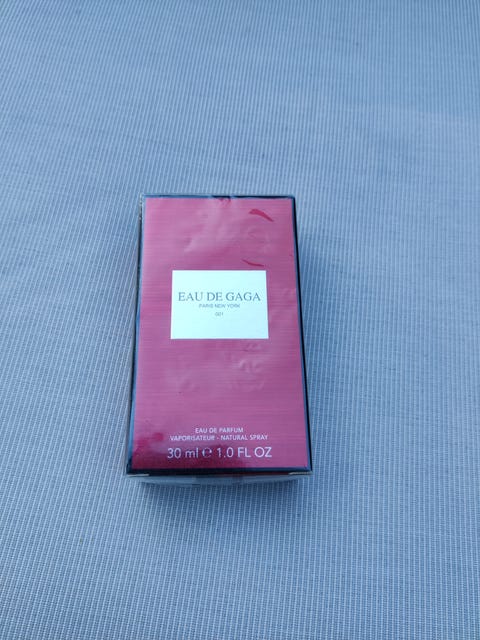 EAU DE GAGA
PARIS NEW YORK
001
EAU DE PARFUM
VAPORISATEUR - NATURAL SPRAY
30 ml ℮ 1.0 FL OZ